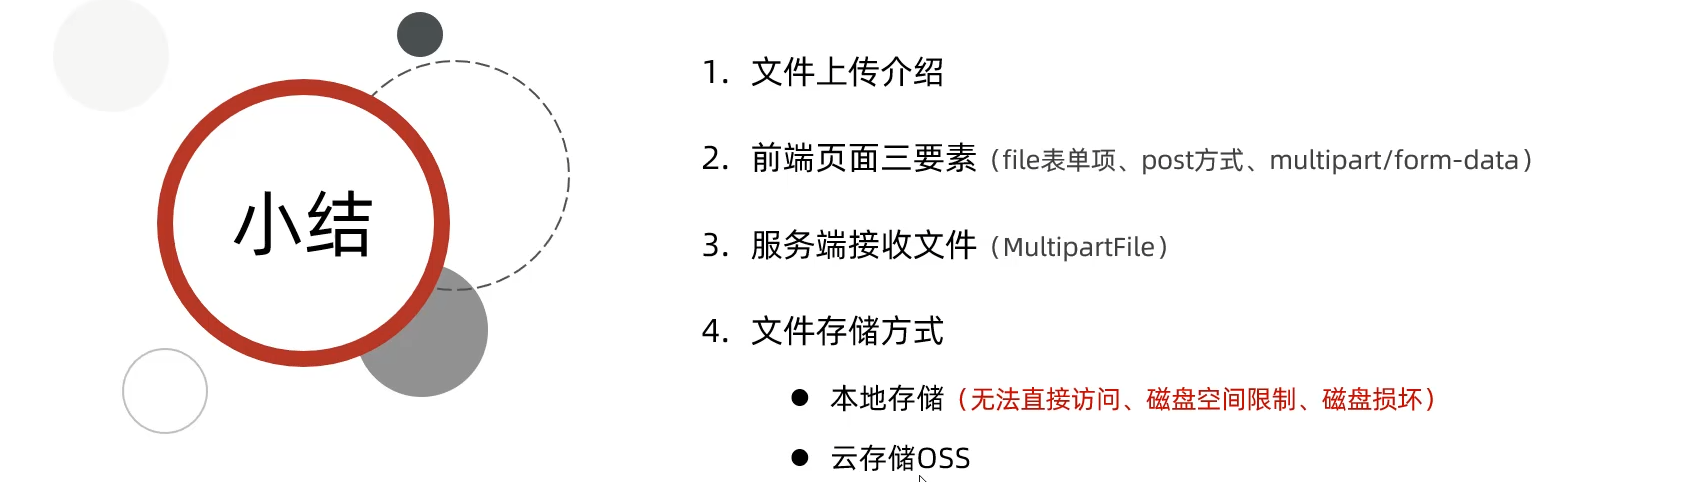 小结
1. 文件上传介绍
2. 前端页面三要素（file表单项、post方式、multipart/form-data）
3. 服务端接收文件（MultipartFile）
4. 文件存储方式
● 本地存储（无法直接访问、磁盘空间限制、磁盘损坏）
● 云存储OSS